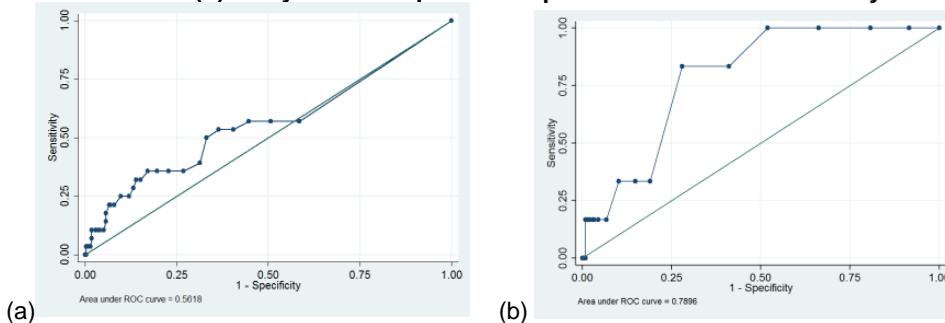 1.00
0.75
0.50
0.25
0.00
Sensitivity
0.00 0.25 0.50 0.75 1.00
1 - Specificity
Area under ROC curve = 0.5618
(a)
1.00
0.75
0.50
0.25
0.00
Sensitivity
0.00 0.25 0.50 0.75 1.00
1 - Specificity
Area under ROC curve = 0.7896
(b)